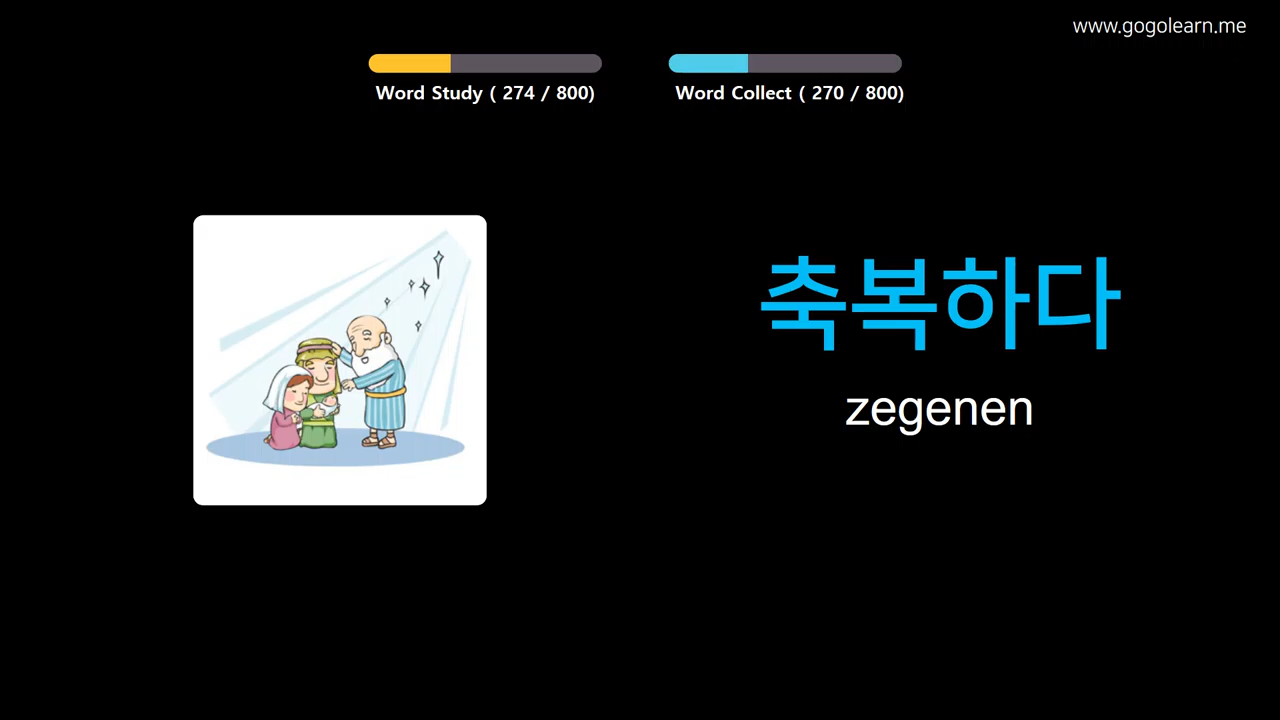 www.gogolearn.me
Word Study ( 274 / 800)
Word Collect ( 270 / 800)
축복하다
zegenen